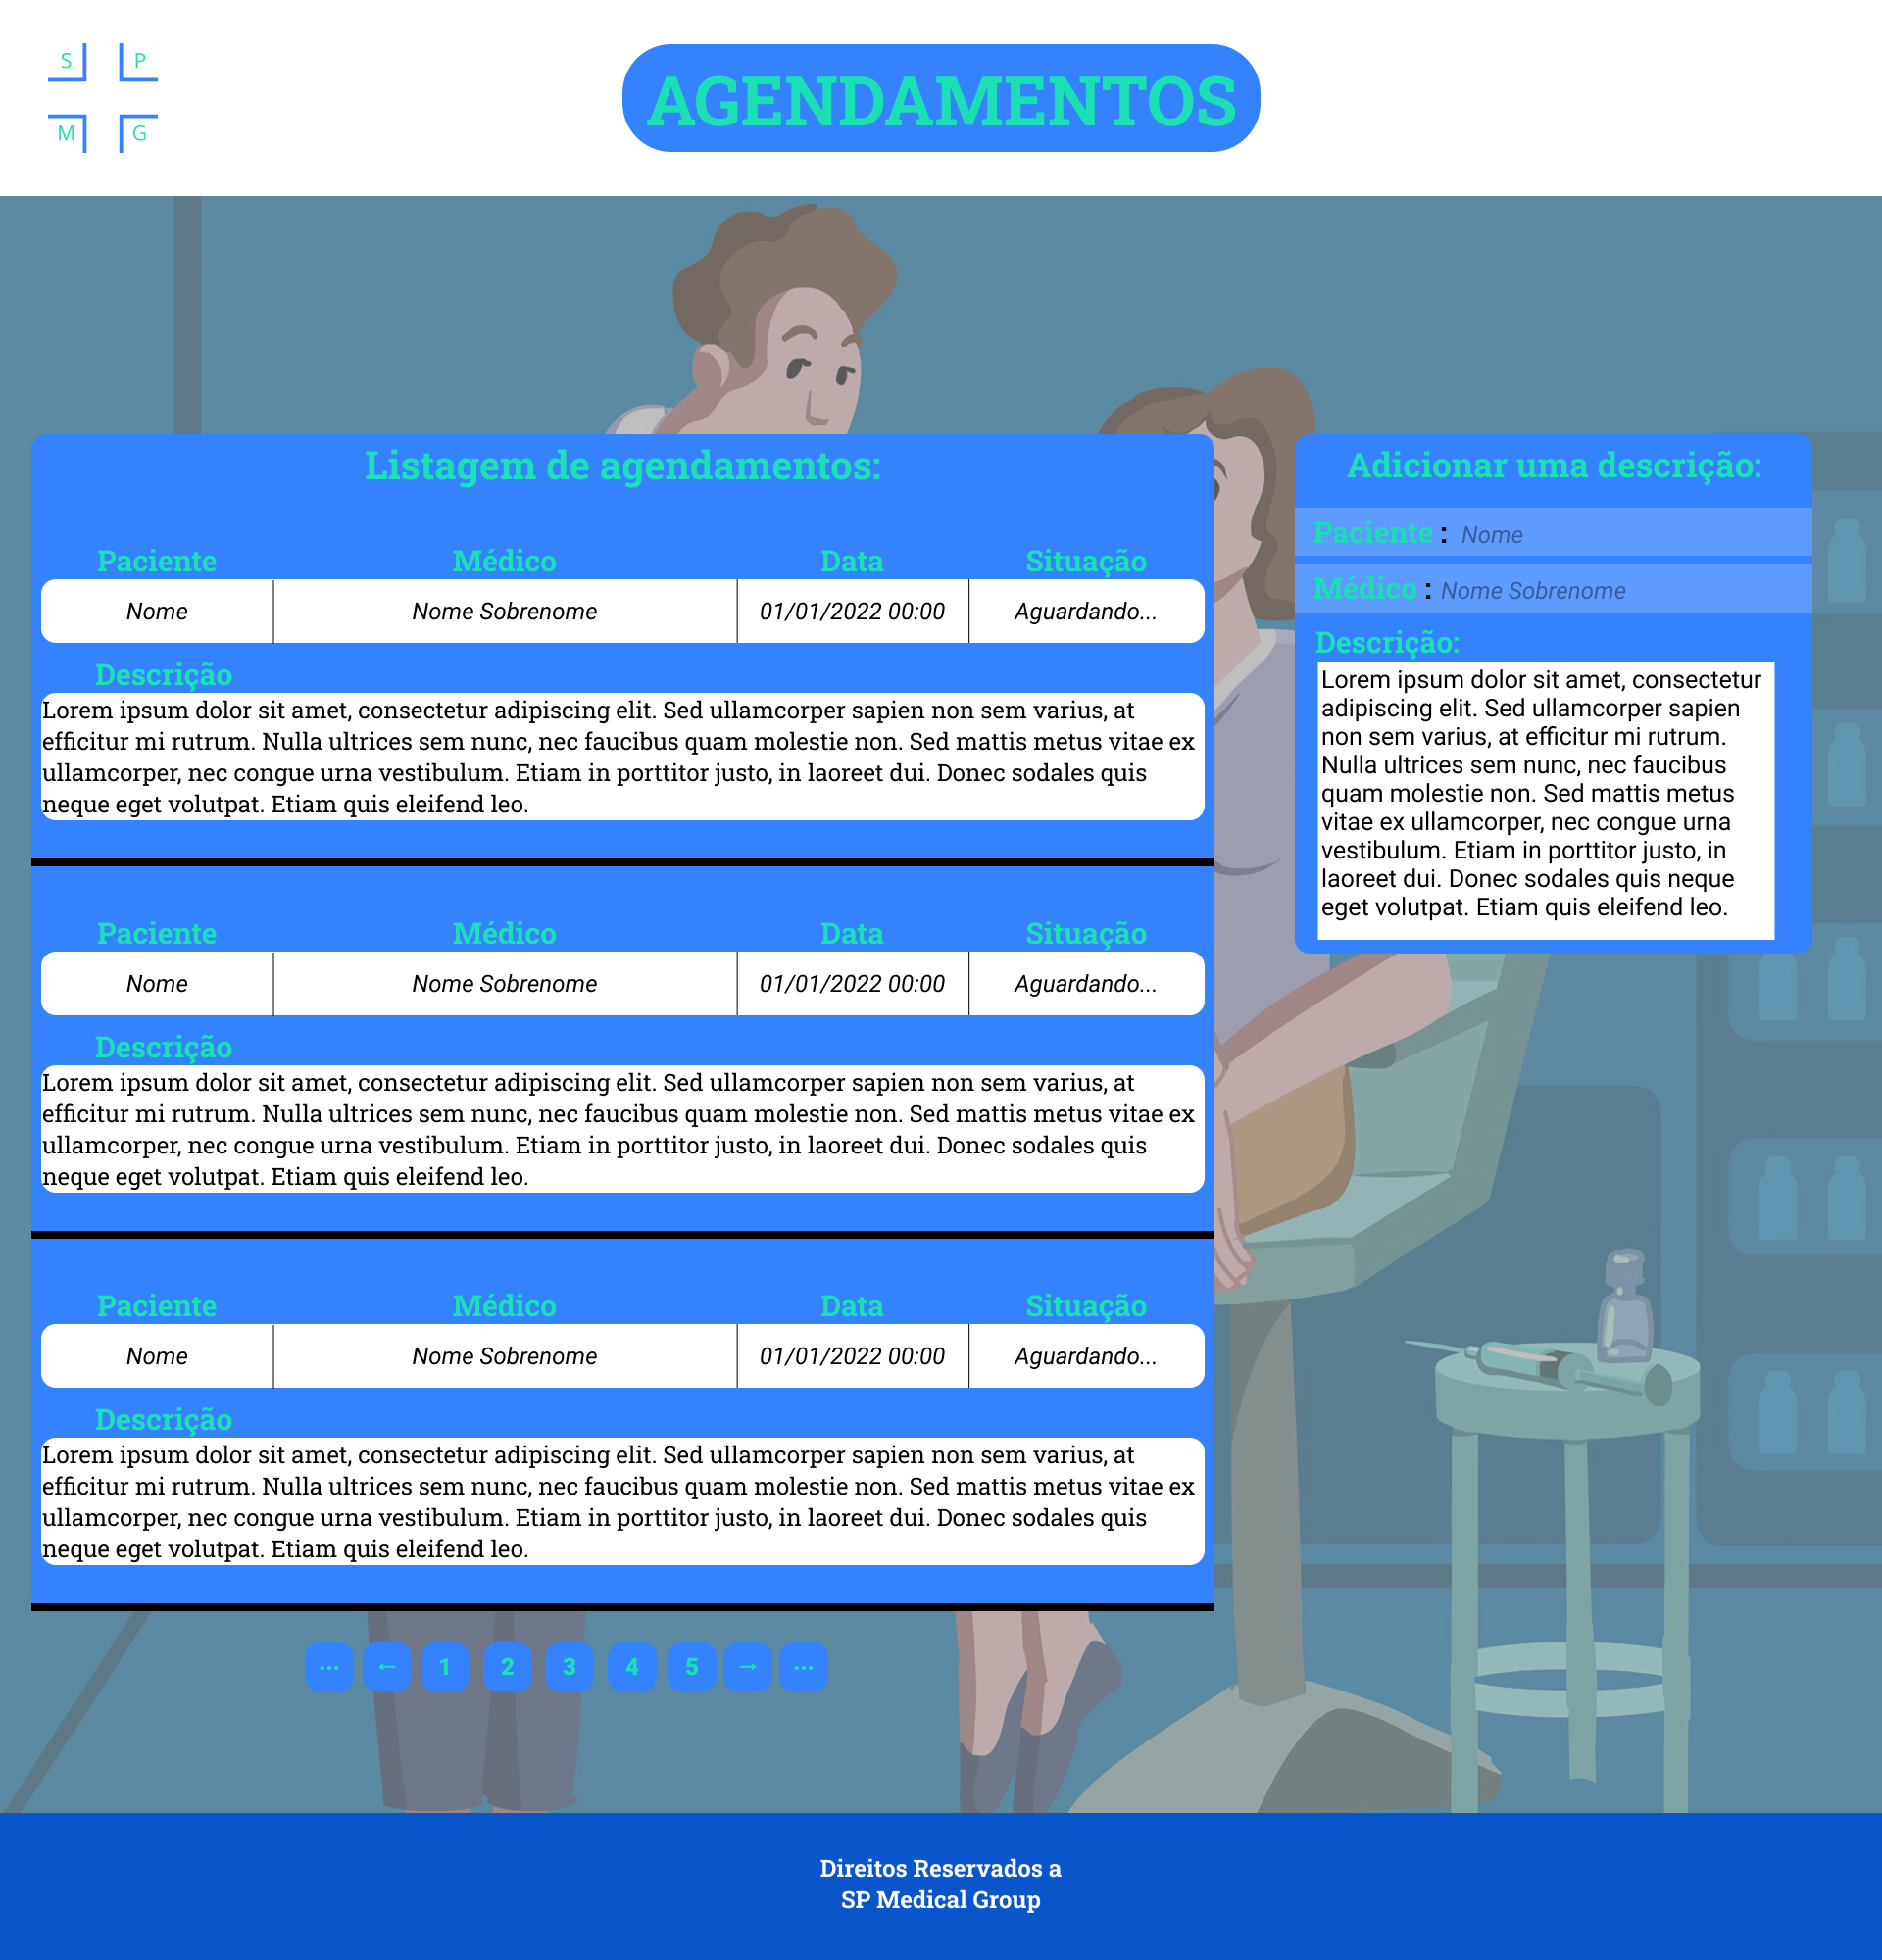 S P
M G
AGENDAMENTOS
Listagem de agendamentos:
Paciente Médico Data Situação
Nome Nome Sobrenome 01/01/2022 00:00 Aguardando...
Descrição
Lorem ipsum dolor sit amet, consectetur adipiscing elit. Sed ullamcorper sapien non sem varius, at
efficitur mi rutrum. Nulla ultrices sem nunc, nec faucibus quam molestie non. Sed mattis metus vitae ex
ullamcorper, nec congue urna vestibulum. Etiam in porttitor justo, in laoreet dui. Donec sodales quis
neque eget volutpat. Etiam quis eleifend leo.
Paciente Médico Data Situação
Nome Nome Sobrenome 01/01/2022 00:00 Aguardando...
Descrição
Lorem ipsum dolor sit amet, consectetur adipiscing elit. Sed ullamcorper sapien non sem varius, at
efficitur mi rutrum. Nulla ultrices sem nunc, nec faucibus quam molestie non. Sed mattis metus vitae ex
ullamcorper, nec congue urna vestibulum. Etiam in porttitor justo, in laoreet dui. Donec sodales quis
neque eget volutpat. Etiam quis eleifend leo.
Paciente Médico Data Situação
Nome Nome Sobrenome 01/01/2022 00:00 Aguardando...
Descrição
Lorem ipsum dolor sit amet, consectetur adipiscing elit. Sed ullamcorper sapien non sem varius, at
efficitur mi rutrum. Nulla ultrices sem nunc, nec faucibus quam molestie non. Sed mattis metus vitae ex
ullamcorper, nec congue urna vestibulum. Etiam in porttitor justo, in laoreet dui. Donec sodales quis
neque eget volutpat. Etiam quis eleifend leo.
... ← 1 2 3 4 5 → ...
Adicionar uma descrição:
Paciente : Nome
Médico : Nome Sobrenome
Descrição:
Lorem ipsum dolor sit amet, consectetur
adipiscing elit. Sed ullamcorper sapien
non sem varius, at efficitur mi rutrum.
Nulla ultrices sem nunc, nec faucibus
quam molestie non. Sed mattis metus
vitae ex ullamcorper, nec congue urna
vestibulum. Etiam in porttitor justo, in
laoreet dui. Donec sodales quis neque
eget volutpat. Etiam quis eleifend leo.
Direitos Reservados a
SP Medical Group